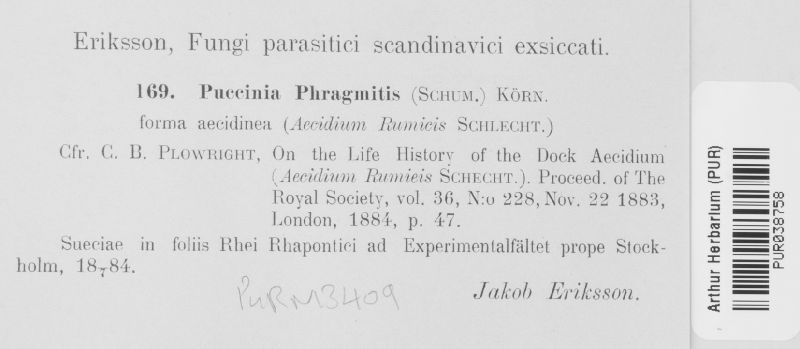 Eriksson, Fungi parasitici scandinavici exsiccati.
169. Puccinia Phragmitis (SCHUM.) KÖRN.
forma aecidinea (Aecidium Rumicis SCHLECHT.)
Cfr. C. B. PLOWRIGHT, On the Life History of the Dock Aecidium
(Aecidium Rumicis SCHECHT.). Proceed. of The
Royal Society, vol. 36, N:o 228, Nov. 22 1883,
London, 1884, p. 47.
Sueciae in foliis Rhei Rhapontici ad Experimentalfältet prope Stock-
holm, 18 7/ 84.
Jakob Eriksson.
PURN13409
Arthur Herbarium (PUR)
PUR038758